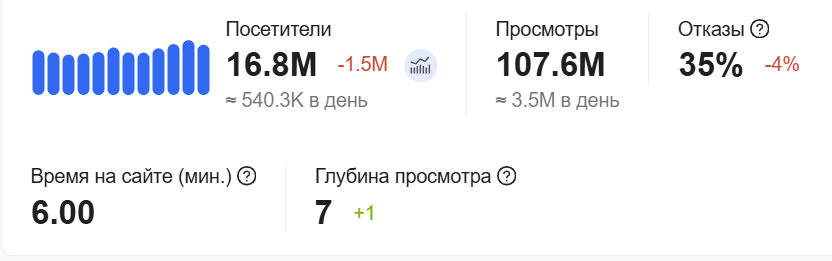 Посетители
16.8M -1.5M
≈ 540.3K в день
Просмотры
107.6M
≈ 3.5M в день
Отказы ?
35% -4%
Время на сайте (мин.) ?
6.00
Глубина просмотра ?
7 +1